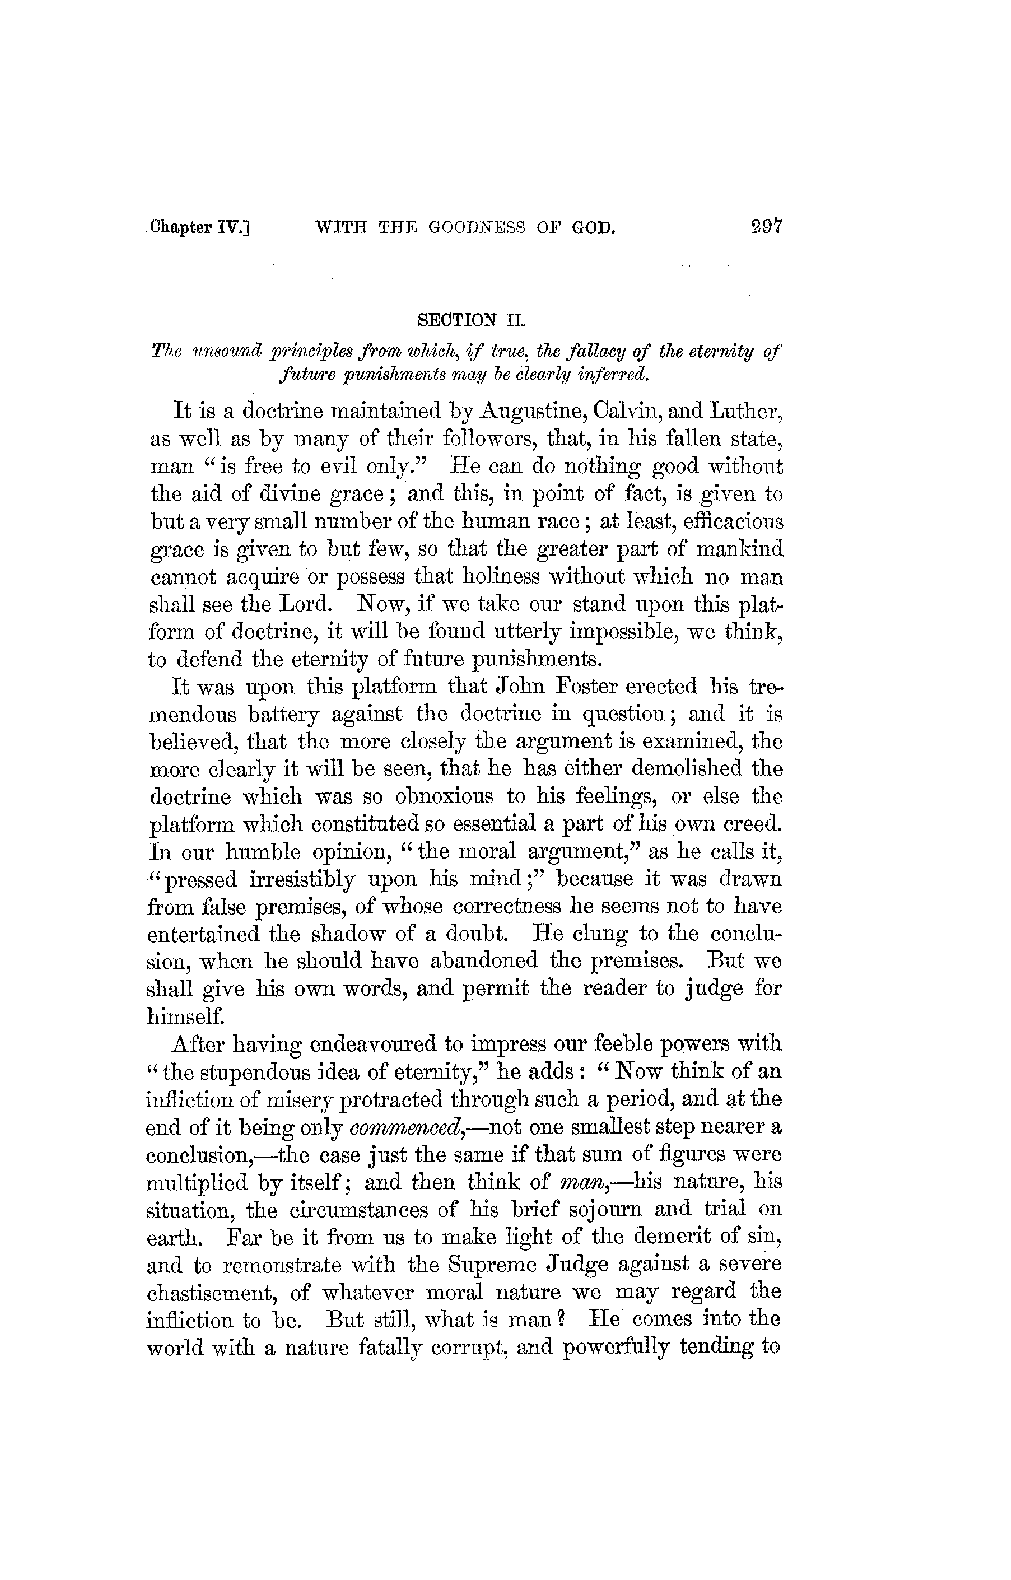 Chapter IV.] WITH THE GOODNESS OF GOD. 297
SECTION II.
The unsound principles from which, if true, the fallacy of the eternity of
future punishments may be clearly inferred.
It is a doctrine maintained by Augustine, Calvin, and Luther,
as well as by many of their followers, that, in his fallen state,
man “is free to evil only.” He can do nothing good without
the aid of divine grace; and this, in point of fact, is given to
but a very small number of the human race; at least, efficacious
grace is given to but few, so that the greater part of mankind
cannot acquire or possess that holiness without which no man
shall see the Lord. Now, if we take our stand upon this plat-
form of doctrine, it will be found utterly impossible, we think,
to defend the eternity of future punishments.
It was upon this platform that John Foster erected his tre-
mendous battery against the doctrine in question; and it is
believed, that the more closely the argument is examined, the
more clearly it will be seen, that he has either demolished the
doctrine which was so obnoxious to his feelings, or else the
platform which constituted so essential a part of his own creed.
In our humble opinion, “the moral argument,” as he calls it,
“pressed irresistibly upon his mind;” because it was drawn
from false premises, of whose correctness he seems not to have
entertained the shadow of a doubt. He clung to the conclu-
sion, when he should have abandoned the premises. But we
shall give his own words, and permit the reader to judge for
himself.
After having endeavoured to impress our feeble powers with
“the stupendous idea of eternity,” he adds: “Now think of an
infliction of misery protracted through such a period, and at the
end of it being only commenced,—not one smallest step nearer a
conclusion,—the case just the same if that sum of figures were
multiplied by itself; and then think of man,—his nature, his
situation, the circumstances of his brief sojourn and trial on
earth. Far be it from us to make light of the demerit of sin,
and to remonstrate with the Supreme Judge against a severe
chastisement, of whatever moral nature we may regard the
infliction to be. But still, what is man? He comes into the
world with a nature fatally corrupt, and powerfully tending to